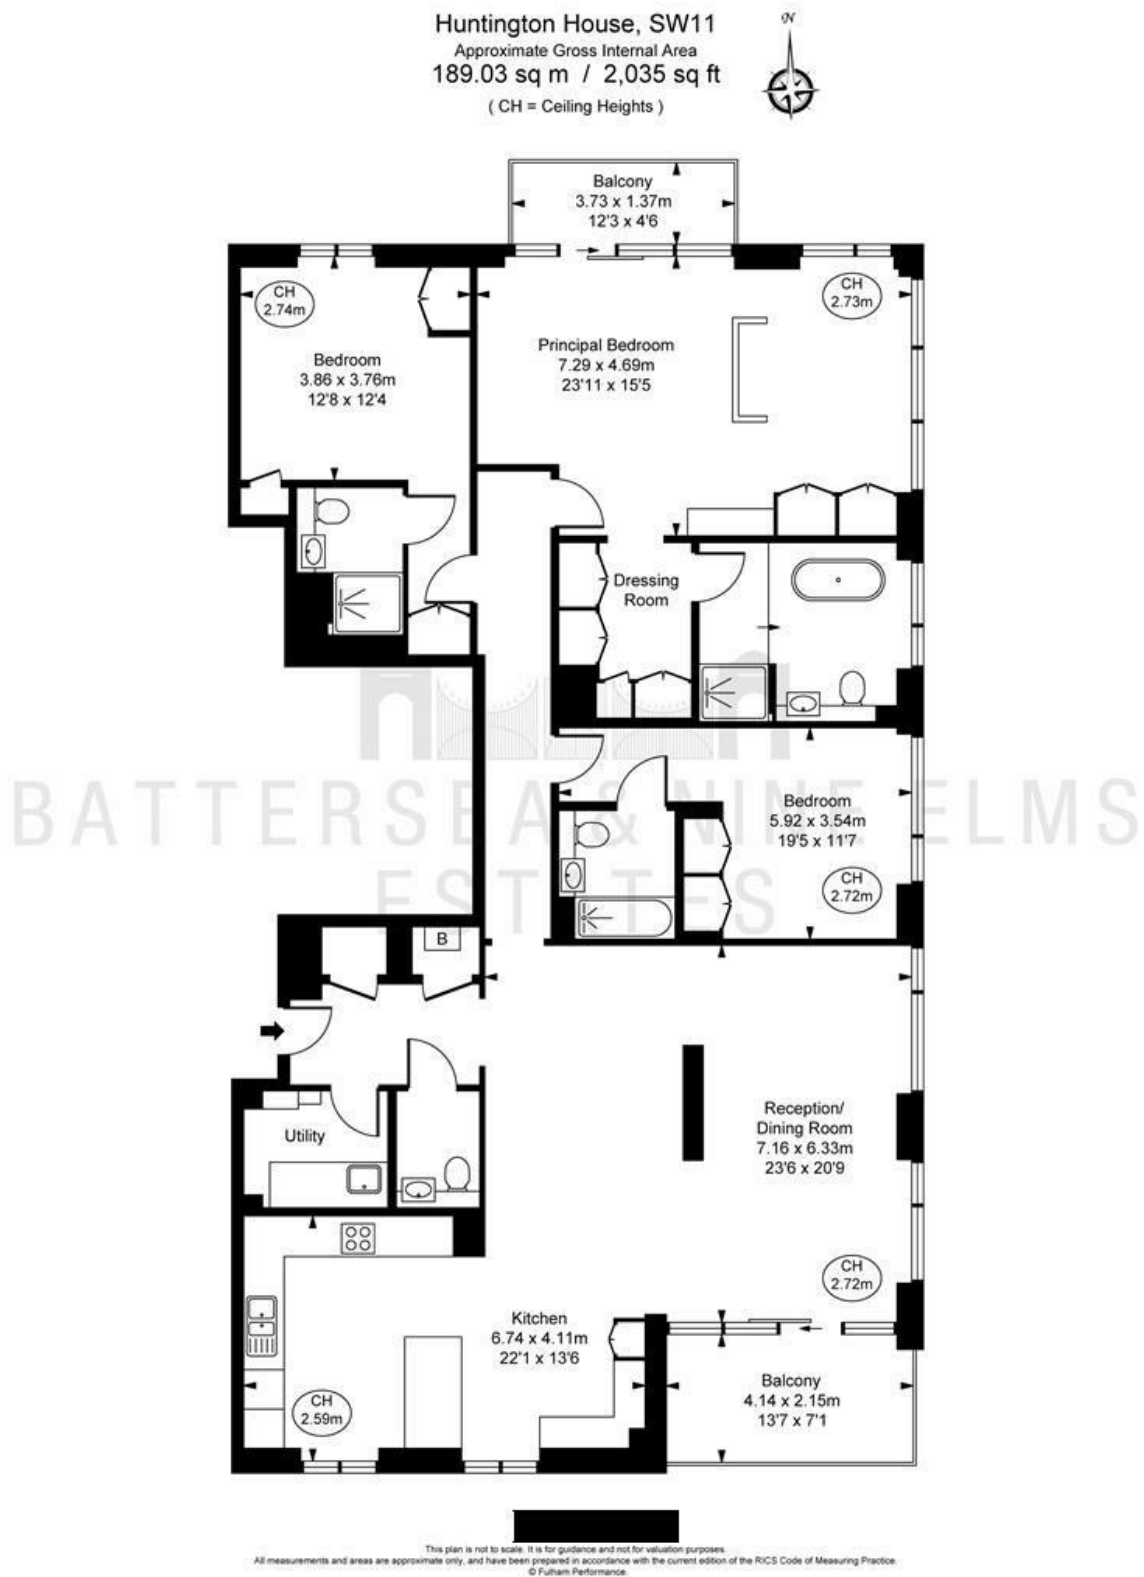 Huntington House, SW11
Approximate Gross Internal Area
189.03 sq m / 2,035 sq ft
( CH = Ceiling Heights )
N
Balcony
3.73 x 1.37m
12'3 x 4'6
CH
2.74m
CH
2.73m
Bedroom
3.86 x 3.76m
12'8 x 12'4
Principal Bedroom
7.29 x 4.69m
23'11 x 15'5
Dressing
Room
BATTERSEA & NINE ELMS
ESTATES
Bedroom
5.92 x 3.54m
19'5 x 11'7
CH
2.72m
B
Utility
Reception/
Dining Room
7.16 x 6.33m
23'6 x 20'9
CH
2.72m
Kitchen
6.74 x 4.11m
22'1 x 13'6
CH
2.59m
Balcony
4.14 x 2.15m
13'7 x 7'1
This plan is not to scale. It is for guidance and not for valuation purposes.
All measurements and areas are approximate only, and have been prepared in accordance with the current edition of the RICS Code of Measuring Practice.
© Fulham Performance.